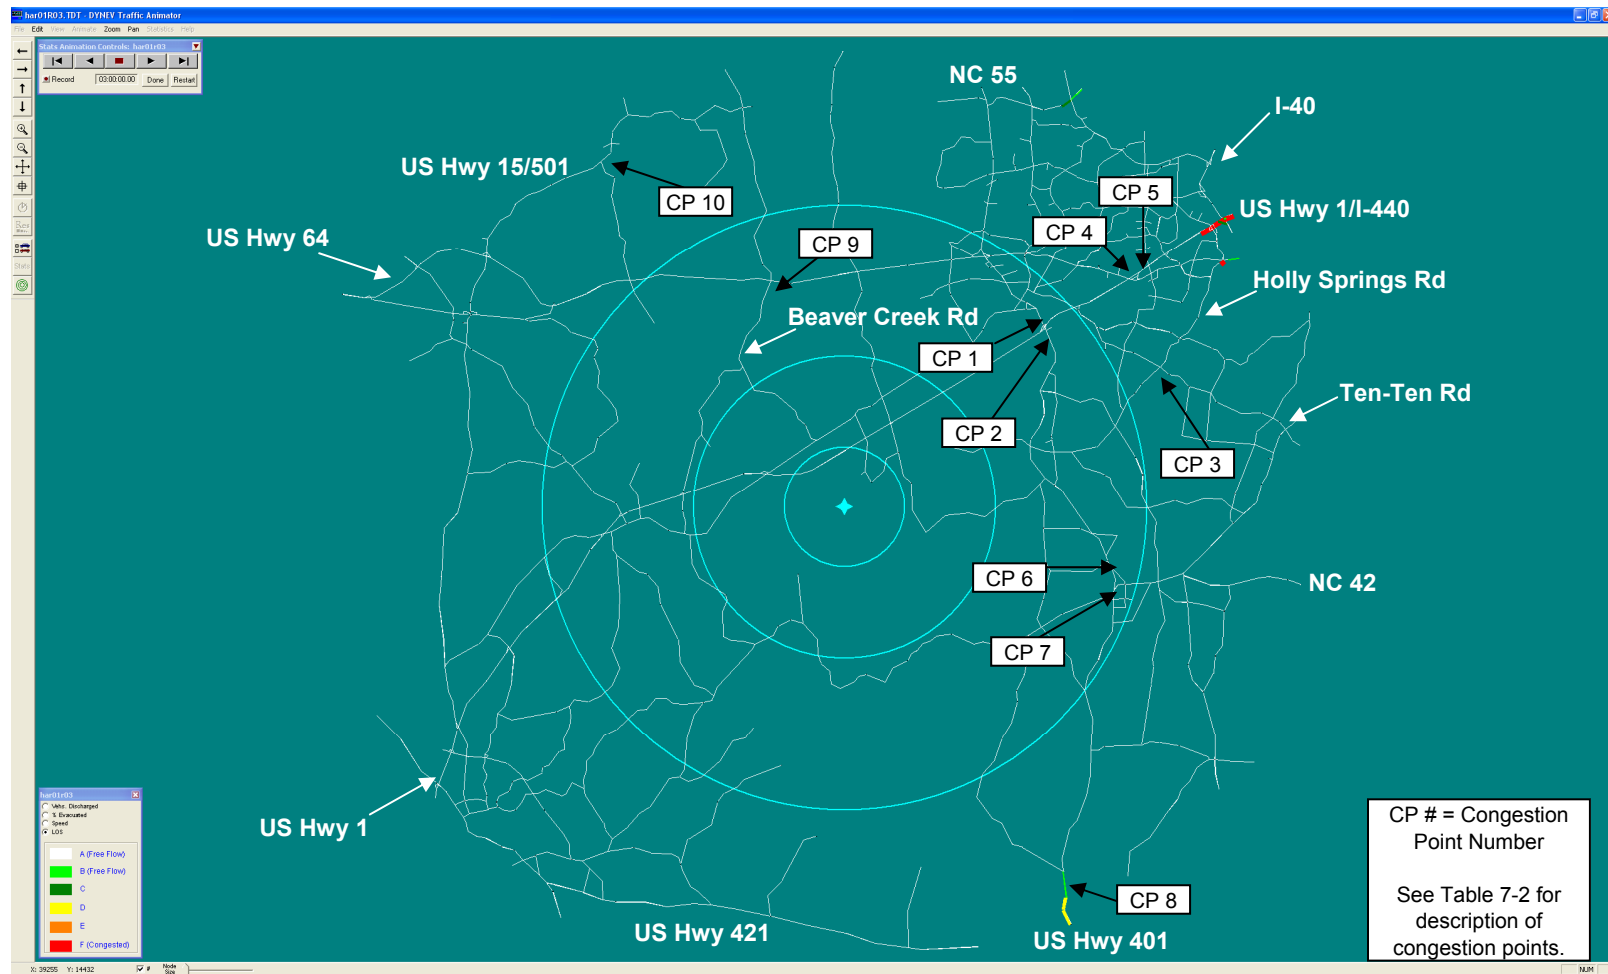 har01R03.TDT - DYNEV Traffic Animator
File Edit View Animate Zoom Pan Statistics Help
Stats Animation Controls: har01r03
Record 03:00:00.00 Done Restart
NC 55
I-40
US Hwy 15/501
CP 10
CP 5
US Hwy 1/I-440
CP 4
US Hwy 64
CP 9
Holly Springs Rd
Beaver Creek Rd
CP 1
Ten-Ten Rd
CP 2
CP 3
CP 6
NC 42
CP 7
har01r03
Vehs. Discharged
% Evacuated
Speed
LOS
A (Free Flow)
B (Free Flow)
C
D
E
F (Congested)
US Hwy 1
CP # = Congestion
Point Number
See Table 7-2 for
description of
congestion points.
CP 8
US Hwy 421
US Hwy 401
X: 39255 Y: 14432 # Node Size NUM